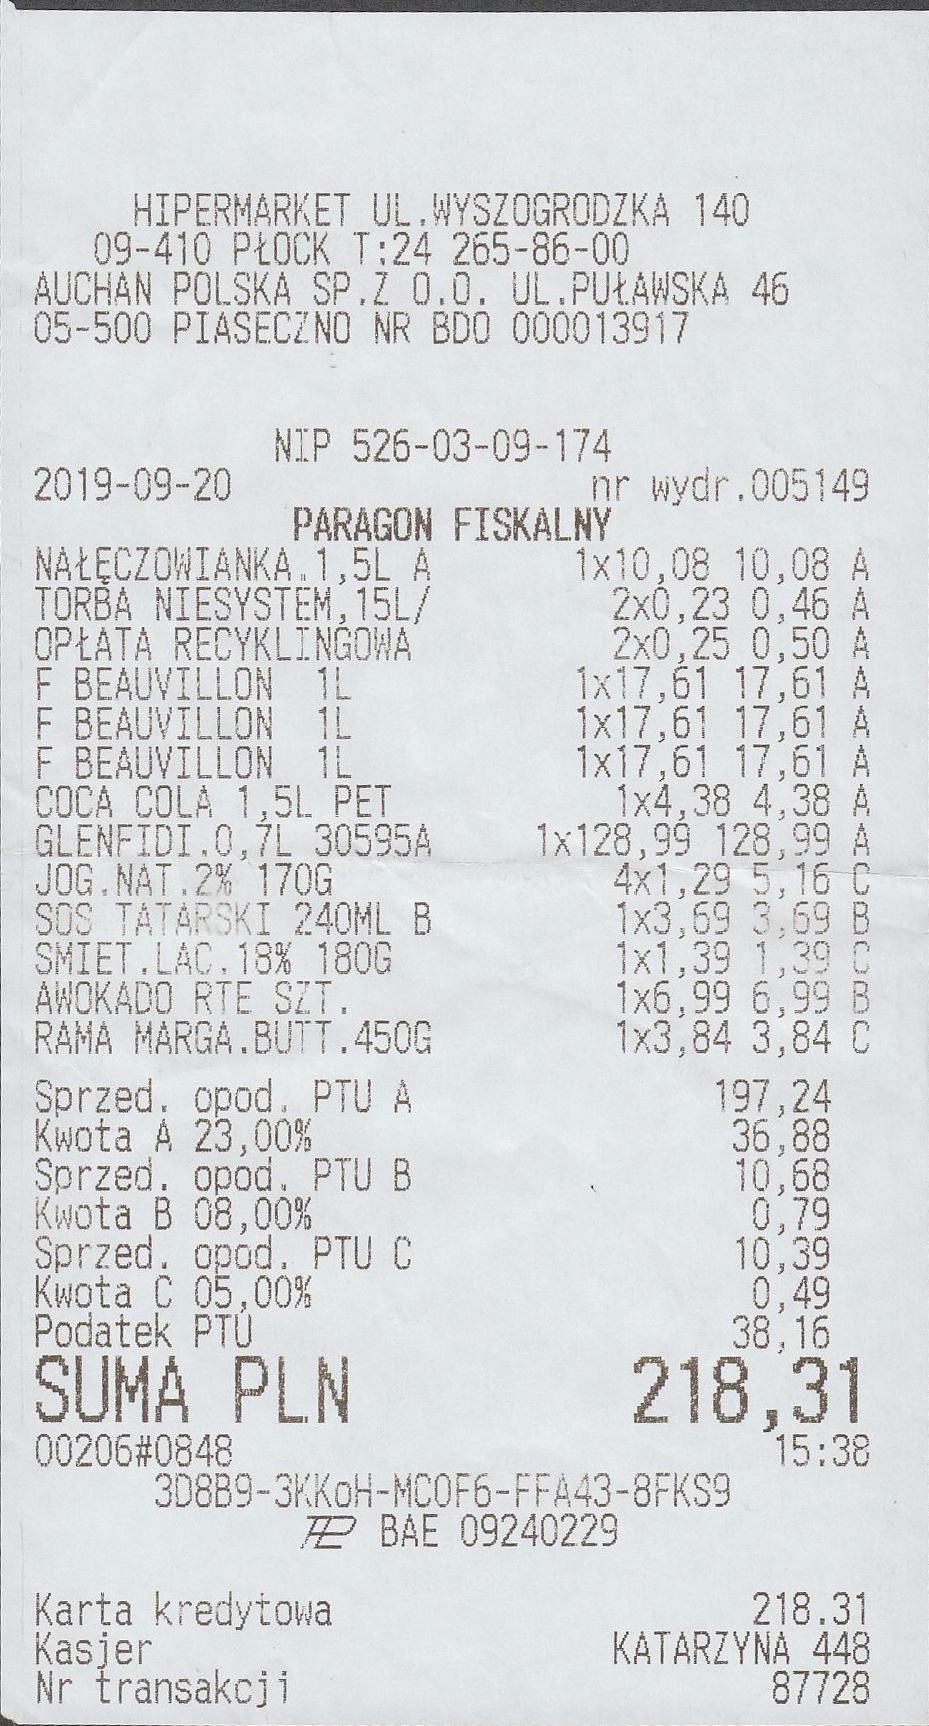 HIPERMARKET UL.WYSZOGRODZKA 140
09-410 PŁOCK T:24 265-86-00
AUCHAN POLSKA SP.Z O.O. UL.PUŁAWSKA 46
05-500 PIASECZNO NR BDO 000013917
NIP 526-03-09-174
2019-09-20 nr wydr.005149
PARAGON FISKALNY
NAŁĘCZOWIANKA.1,5L A 1x10,08 10,08 A
TORBA NIESYSTEM,15L/ 2x0,23 0,46 A
OPŁATA RECYKLINGOWA 2x0,25 0,50 A
F BEAUVILLON 1L 1x17,61 17,61 A
F BEAUVILLON 1L 1x17,61 17,61 A
F BEAUVILLON 1L 1x17,61 17,61 A
COCA COLA 1,5L PET 1x4,38 4,38 A
GLENFIDI.0,7L 30595A 1x128,99 128,99 A
JOG.NAT.2% 170G 4x1,29 5,16 C
SOS TATARSKI 240ML B 1x3,69 3,69 B
SMIET.LAC.18% 180G 1x1,39 1,39 C
AWOKADO RTE SZT. 1x6,99 6,99 B
RAMA MARGA.BUTT.450G 1x3,84 3,84 C
Sprzed. opod. PTU A 197,24
Kwota A 23,00% 36,88
Sprzed. opod. PTU B 10,68
Kwota B 08,00% 0,79
Sprzed. opod. PTU C 10,39
Kwota C 05,00% 0,49
Podatek PTU 38,16
SUMA PLN 218,31
00206#0848 15:38
3D8B9-3KKoH-MC0F6-FFA43-8FKS9
BAE 09240229
Karta kredytowa 218.31
Kasjer KATARZYNA 448
Nr transakcji 87728